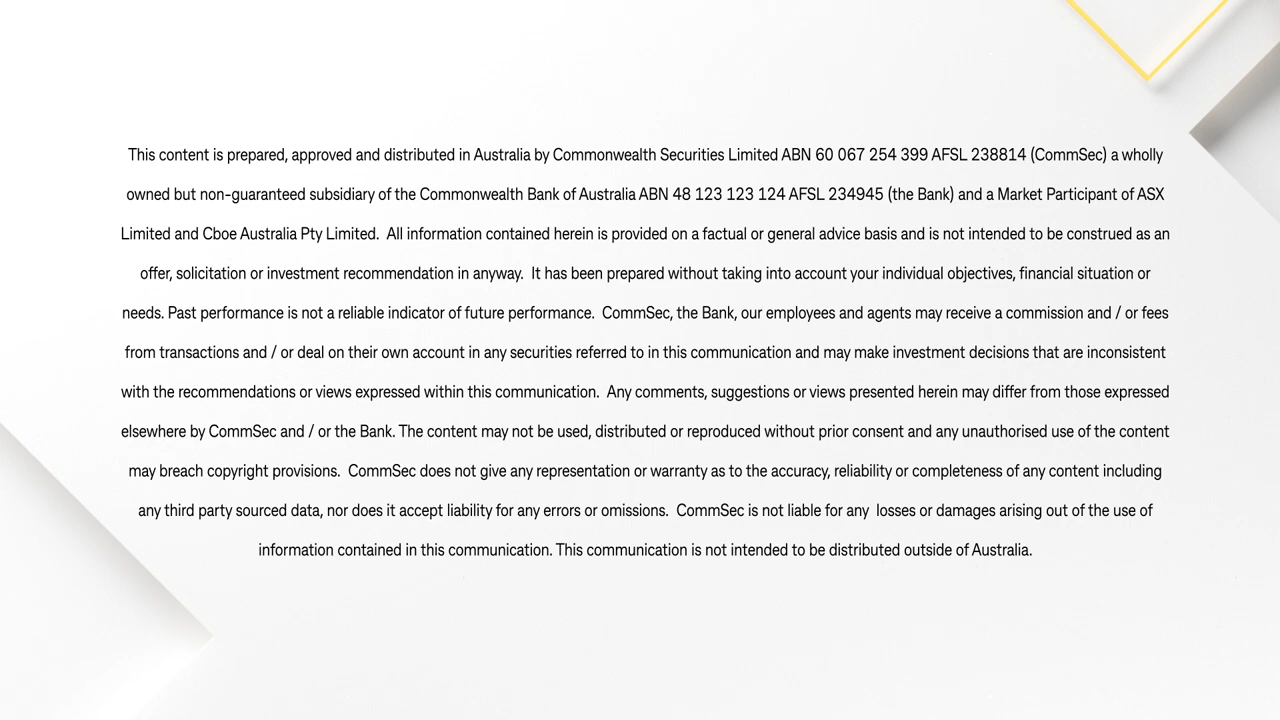 This content is prepared, approved and distributed in Australia by Commonwealth Securities Limited ABN 60 067 254 399 AFSL 238814 (CommSec) a wholly
owned but non-guaranteed subsidiary of the Commonwealth Bank of Australia ABN 48 123 123 124 AFSL 234945 (the Bank) and a Market Participant of ASX
Limited and Cboe Australia Pty Limited.  All information contained herein is provided on a factual or general advice basis and is not intended to be construed as an
offer, solicitation or investment recommendation in anyway.  It has been prepared without taking into account your individual objectives, financial situation or
needs. Past performance is not a reliable indicator of future performance.  CommSec, the Bank, our employees and agents may receive a commission and / or fees
from transactions and / or deal on their own account in any securities referred to in this communication and may make investment decisions that are inconsistent
with the recommendations or views expressed within this communication.  Any comments, suggestions or views presented herein may differ from those expressed
elsewhere by CommSec and / or the Bank. The content may not be used, distributed or reproduced without prior consent and any unauthorised use of the content
may breach copyright provisions.  CommSec does not give any representation or warranty as to the accuracy, reliability or completeness of any content including
any third party sourced data, nor does it accept liability for any errors or omissions.  CommSec is not liable for any  losses or damages arising out of the use of
information contained in this communication. This communication is not intended to be distributed outside of Australia.